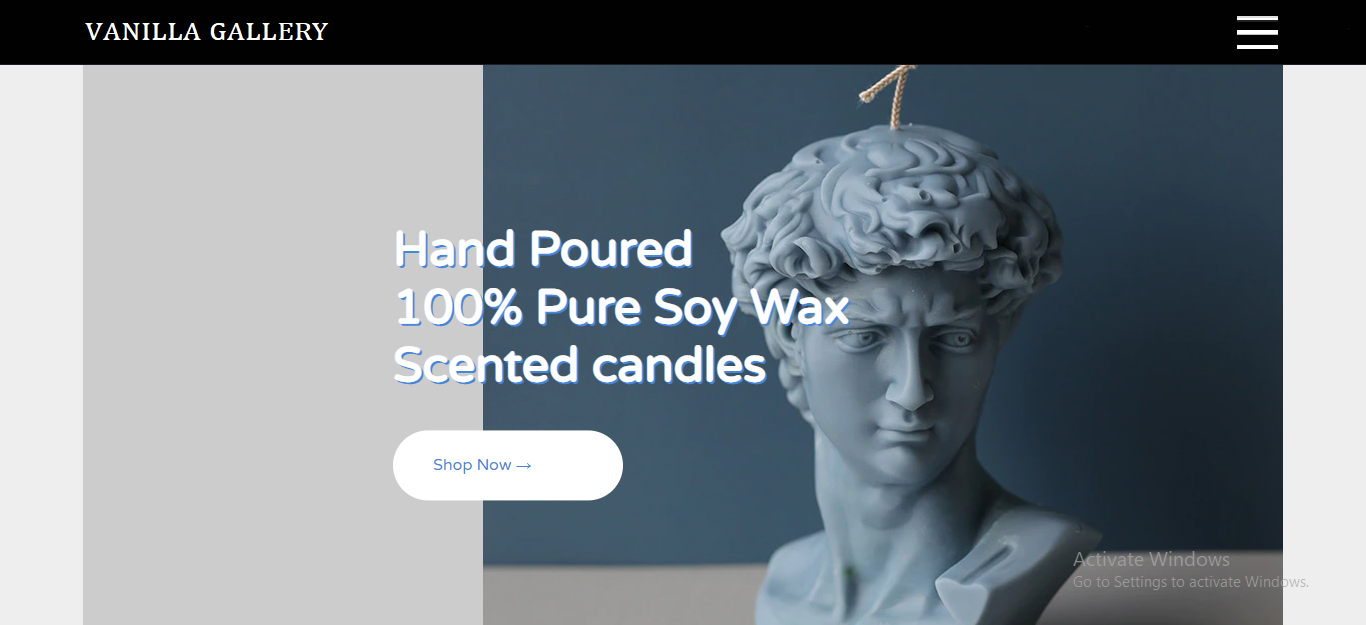 VANILLA GALLERY
Hand Poured
100% Pure Soy Wax
Scented candles
Shop Now →
Activate Windows
Go to Settings to activate Windows.